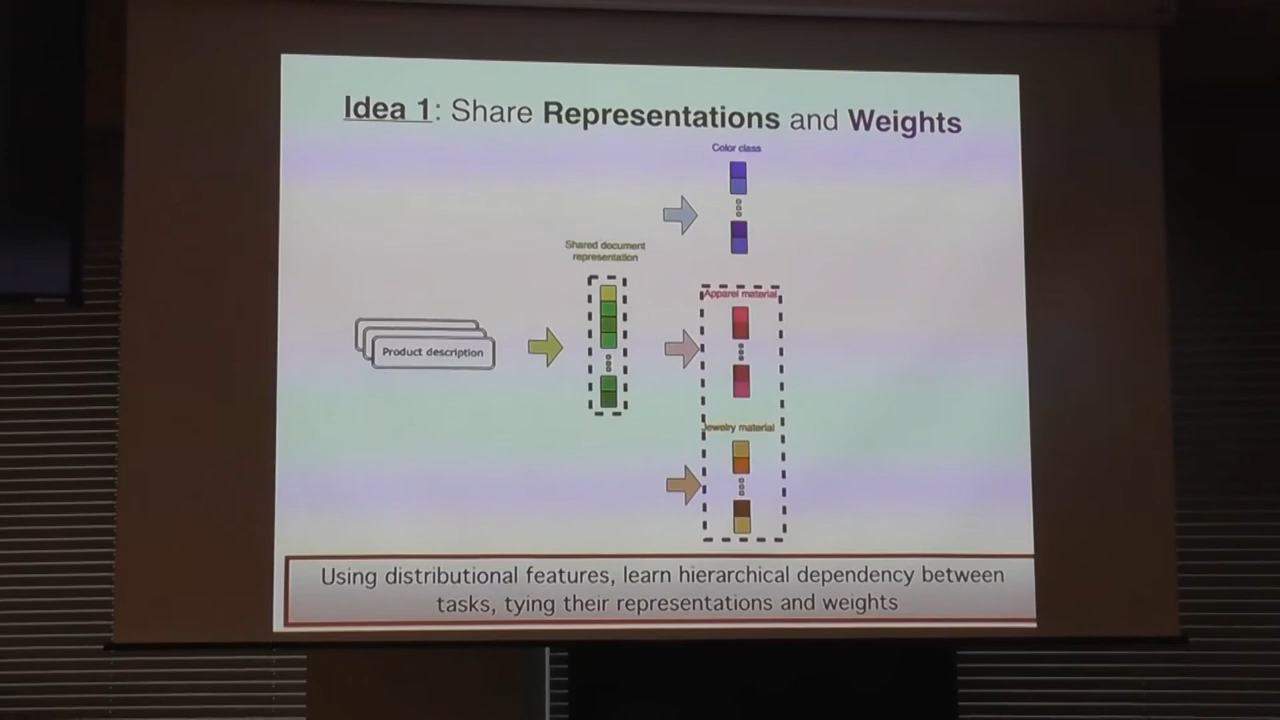 Idea 1: Share Representations and Weights
Color class
Shared document
representation
Apparel material
Product description
Jewelry material
Using distributional features, learn hierarchical dependency between
tasks, tying their representations and weights